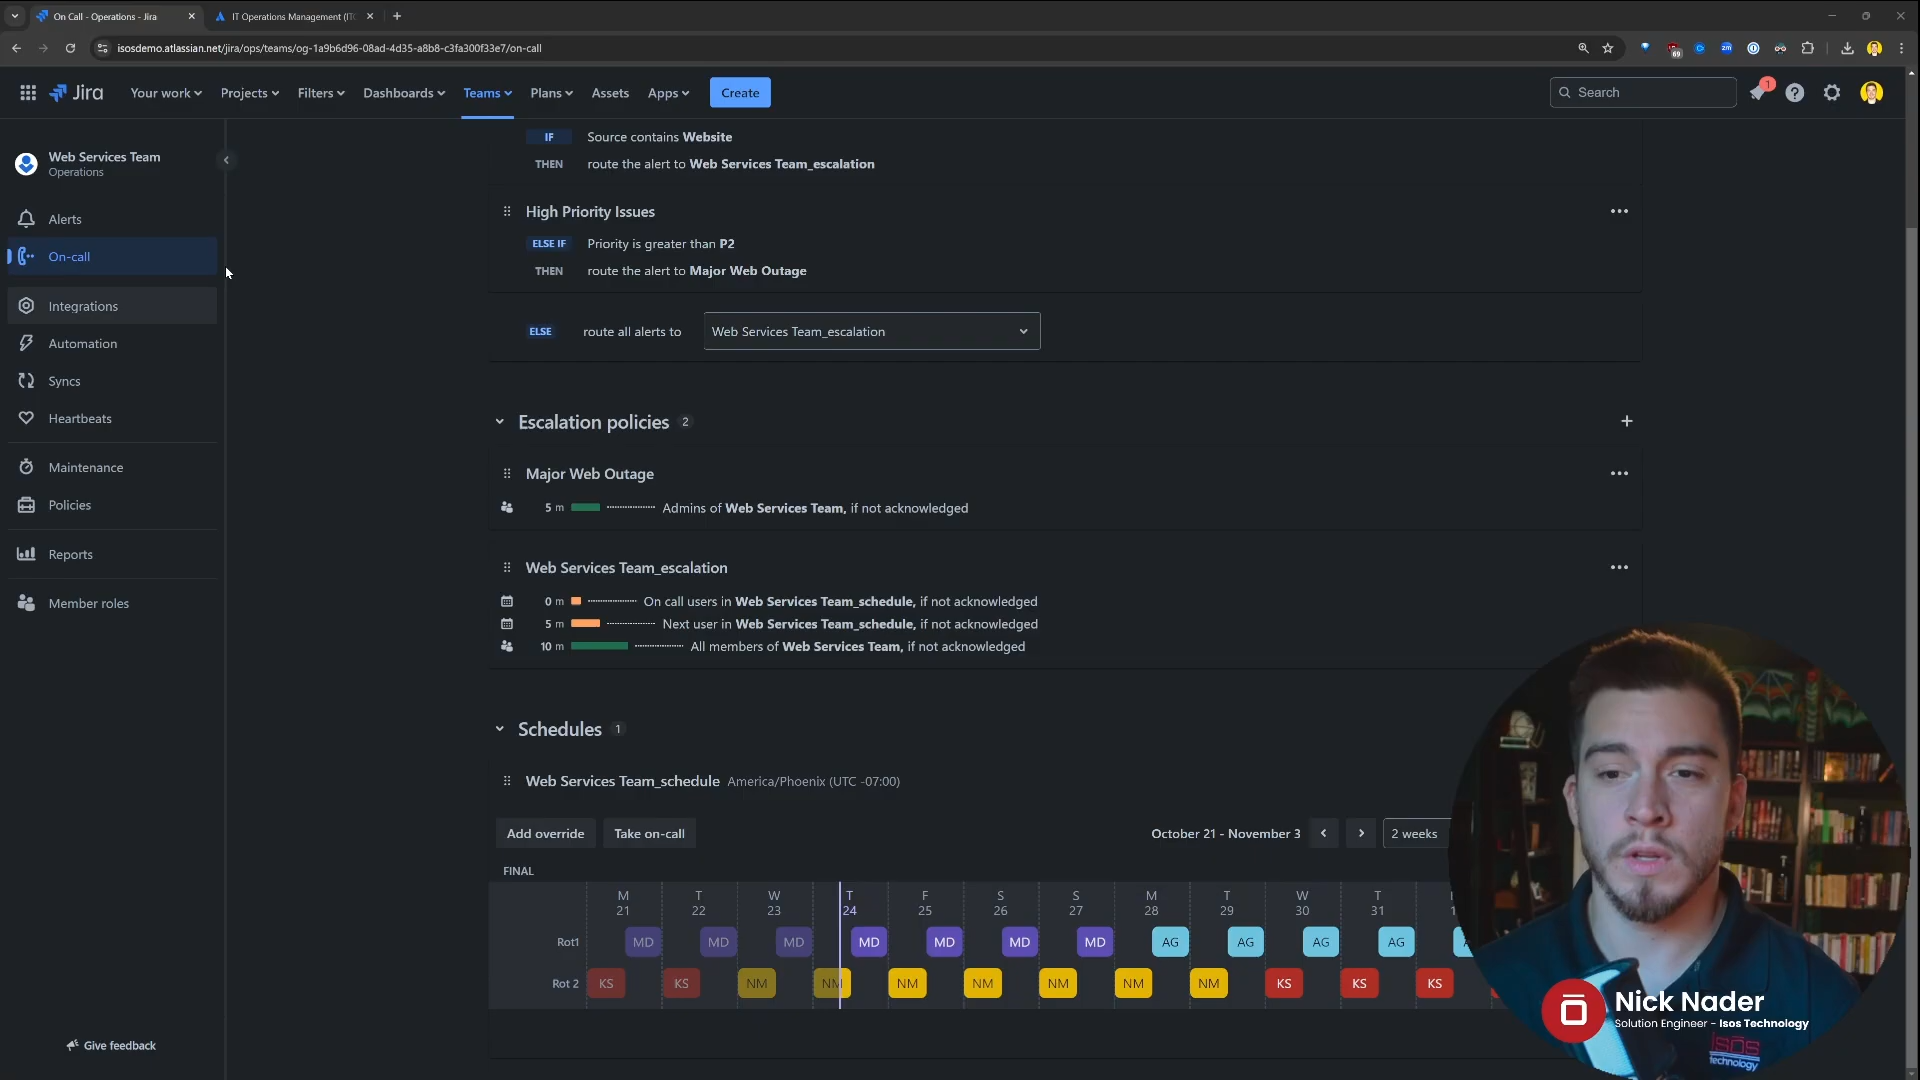 On Call - Operations - Jira
IT Operations Management (IT
isosdemo.atlassian.net/jira/ops/teams/og-1a9b6d96-08ad-4d35-a8b8-c3fa300f33e7/on-call
69
Jira
Your work
Projects
Filters
Dashboards
Teams
Plans
Assets
Apps
Create
Search
1
Web Services Team
Operations
Alerts
On-call
Integrations
Automation
Syncs
Heartbeats
Maintenance
Policies
Reports
Member roles
Give feedback
IF Source contains Website
THEN route the alert to Web Services Team_escalation
High Priority Issues
ELSE IF Priority is greater than P2
THEN route the alert to Major Web Outage
ELSE route all alerts to Web Services Team_escalation
Escalation policies 2
Major Web Outage
5 m Admins of Web Services Team, if not acknowledged
Web Services Team_escalation
0 m On call users in Web Services Team_schedule, if not acknowledged
5 m Next user in Web Services Team_schedule, if not acknowledged
10 m All members of Web Services Team, if not acknowledged
Schedules 1
Web Services Team_schedule America/Phoenix (UTC -07:00)
Add override
Take on-call
October 21 - November 3
2 weeks
FINAL
M T W T F S S M T W T
21 22 23 24 25 26 27 28 29 30 31
Rot1 MD MD MD MD MD MD MD AG AG AG AG
Rot 2 KS KS NM NM NM NM NM NM NM KS KS KS
Nick Nader
Solution Engineer - Isos Technology
isos
technology